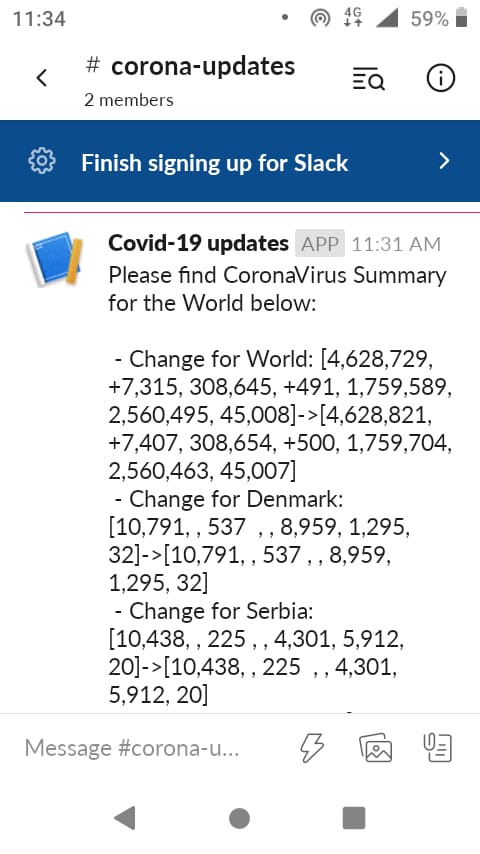 11:34
4G
59%
# corona-updates
2 members
Finish signing up for Slack
Covid-19 updates APP 11:31 AM
Please find CoronaVirus Summary
for the World below:
- Change for World: [4,628,729,
+7,315, 308,645, +491, 1,759,589,
2,560,495, 45,008]->[4,628,821,
+7,407, 308,654, +500, 1,759,704,
2,560,463, 45,007]
- Change for Denmark:
[10,791, , 537  , , 8,959, 1,295,
32]->[10,791, , 537 , , 8,959,
1,295, 32]
- Change for Serbia:
[10,438, , 225 , , 4,301, 5,912,
20]->[10,438, , 225  , , 4,301,
5,912, 20]
Message #corona-u...